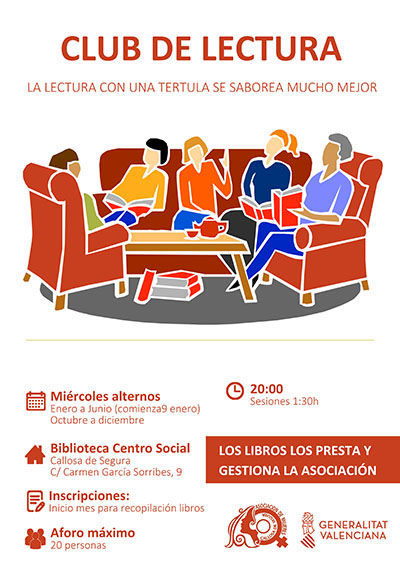 CLUB DE LECTURA
LA LECTURA CON UNA TERTULA SE SABOREA MUCHO MEJOR
Miércoles alternos
Enero a Junio (comienza9 enero)
Octubre a diciembre
20:00
Sesiones 1:30h
Biblioteca Centro Social
Callosa de Segura
C/ Carmen García Sorribes, 9
LOS LIBROS LOS PRESTA Y
GESTIONA LA ASOCIACIÓN
Inscripciones:
Inicio mes para recopilación libros
Aforo máximo
20 personas
GENERALITAT
VALENCIANA